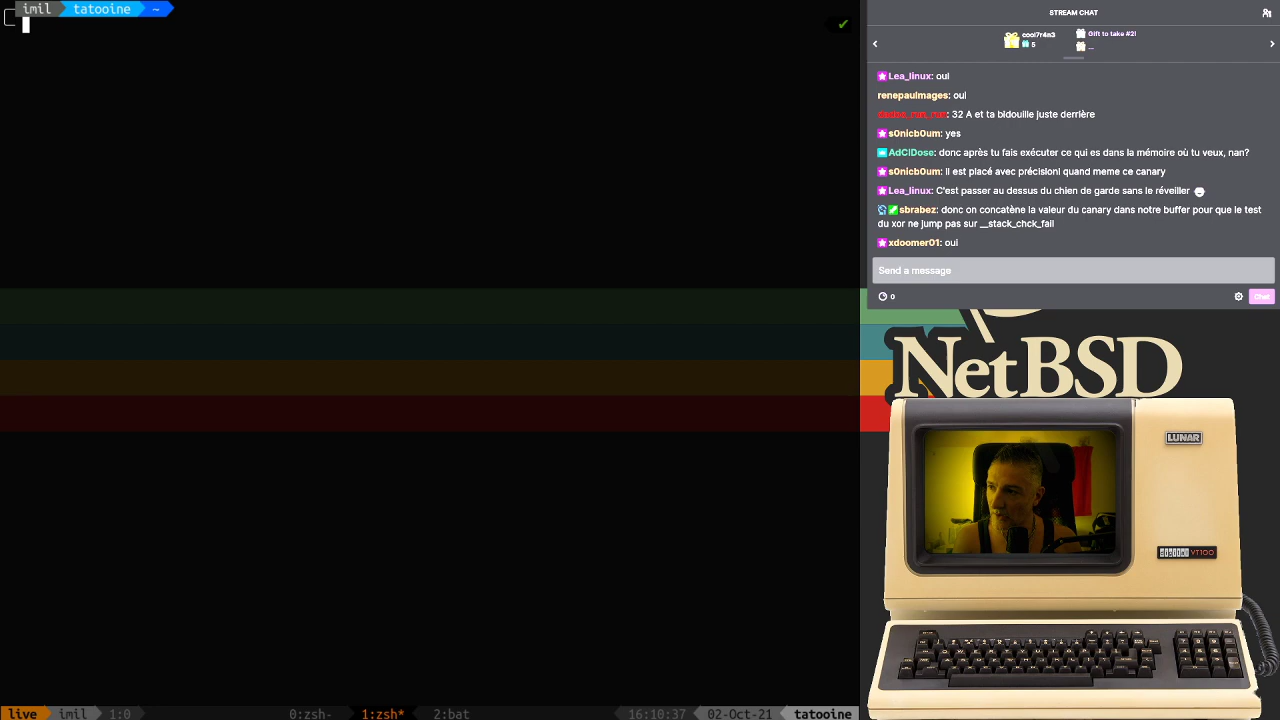 imil tatooine ~
✔
STREAM CHAT
cool7r4n3
5
Gift to take #2!
...
Lea_linux: oui
renepaulmages: oui
: 32 A et ta bidouille juste derrière
s0nicb0um: yes
AdClDose: donc après tu fais exécuter ce qui es dans la mémoire où tu veux, nan?
s0nicb0um: il est placé avec précisionl quand meme ce canary
Lea_linux: C'est passer au dessus du chien de garde sans le réveiller
sbrabez: donc on concatène la valeur du canary dans notre buffer pour que le test
du xor ne jump pas sur __stack_chck_fail
xdoomer01: oui
Send a message
0
Chat
NetBSD
LUNAR
digital VT100
live imil 1:0 0:zsh- 1:zsh* 2:bat 16:10:37 02-Oct-21 tatooine